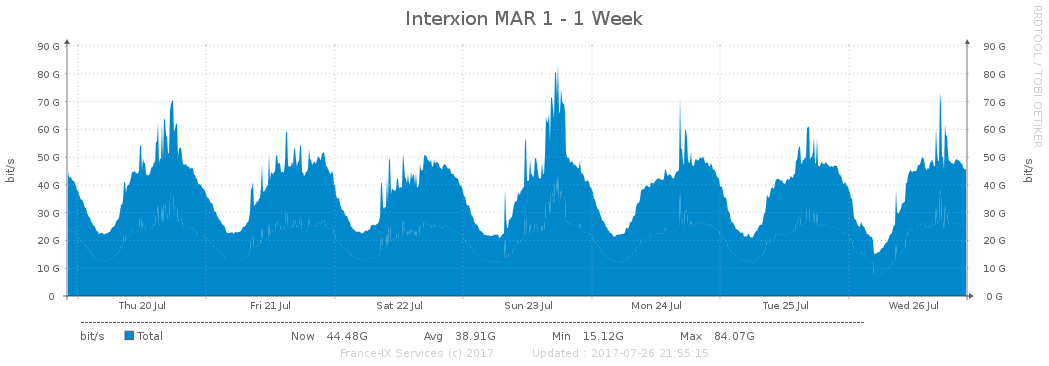 Interxion MAR 1 - 1 Week
RRDTOOL / TOBI OETIKER
90 G 90 G
80 G 80 G
70 G 70 G
60 G 60 G
50 G 50 G
40 G 40 G
30 G 30 G
20 G 20 G
10 G 10 G
0 0 G
bit/s bit/s
Thu 20 Jul Fri 21 Jul Sat 22 Jul Sun 23 Jul Mon 24 Jul Tue 25 Jul Wed 26 Jul
bit/s Total Now 44.48G Avg 38.91G Min 15.12G Max 84.07G
France-IX Services (c) 2017 Updated : 2017-07-26 21:55:15